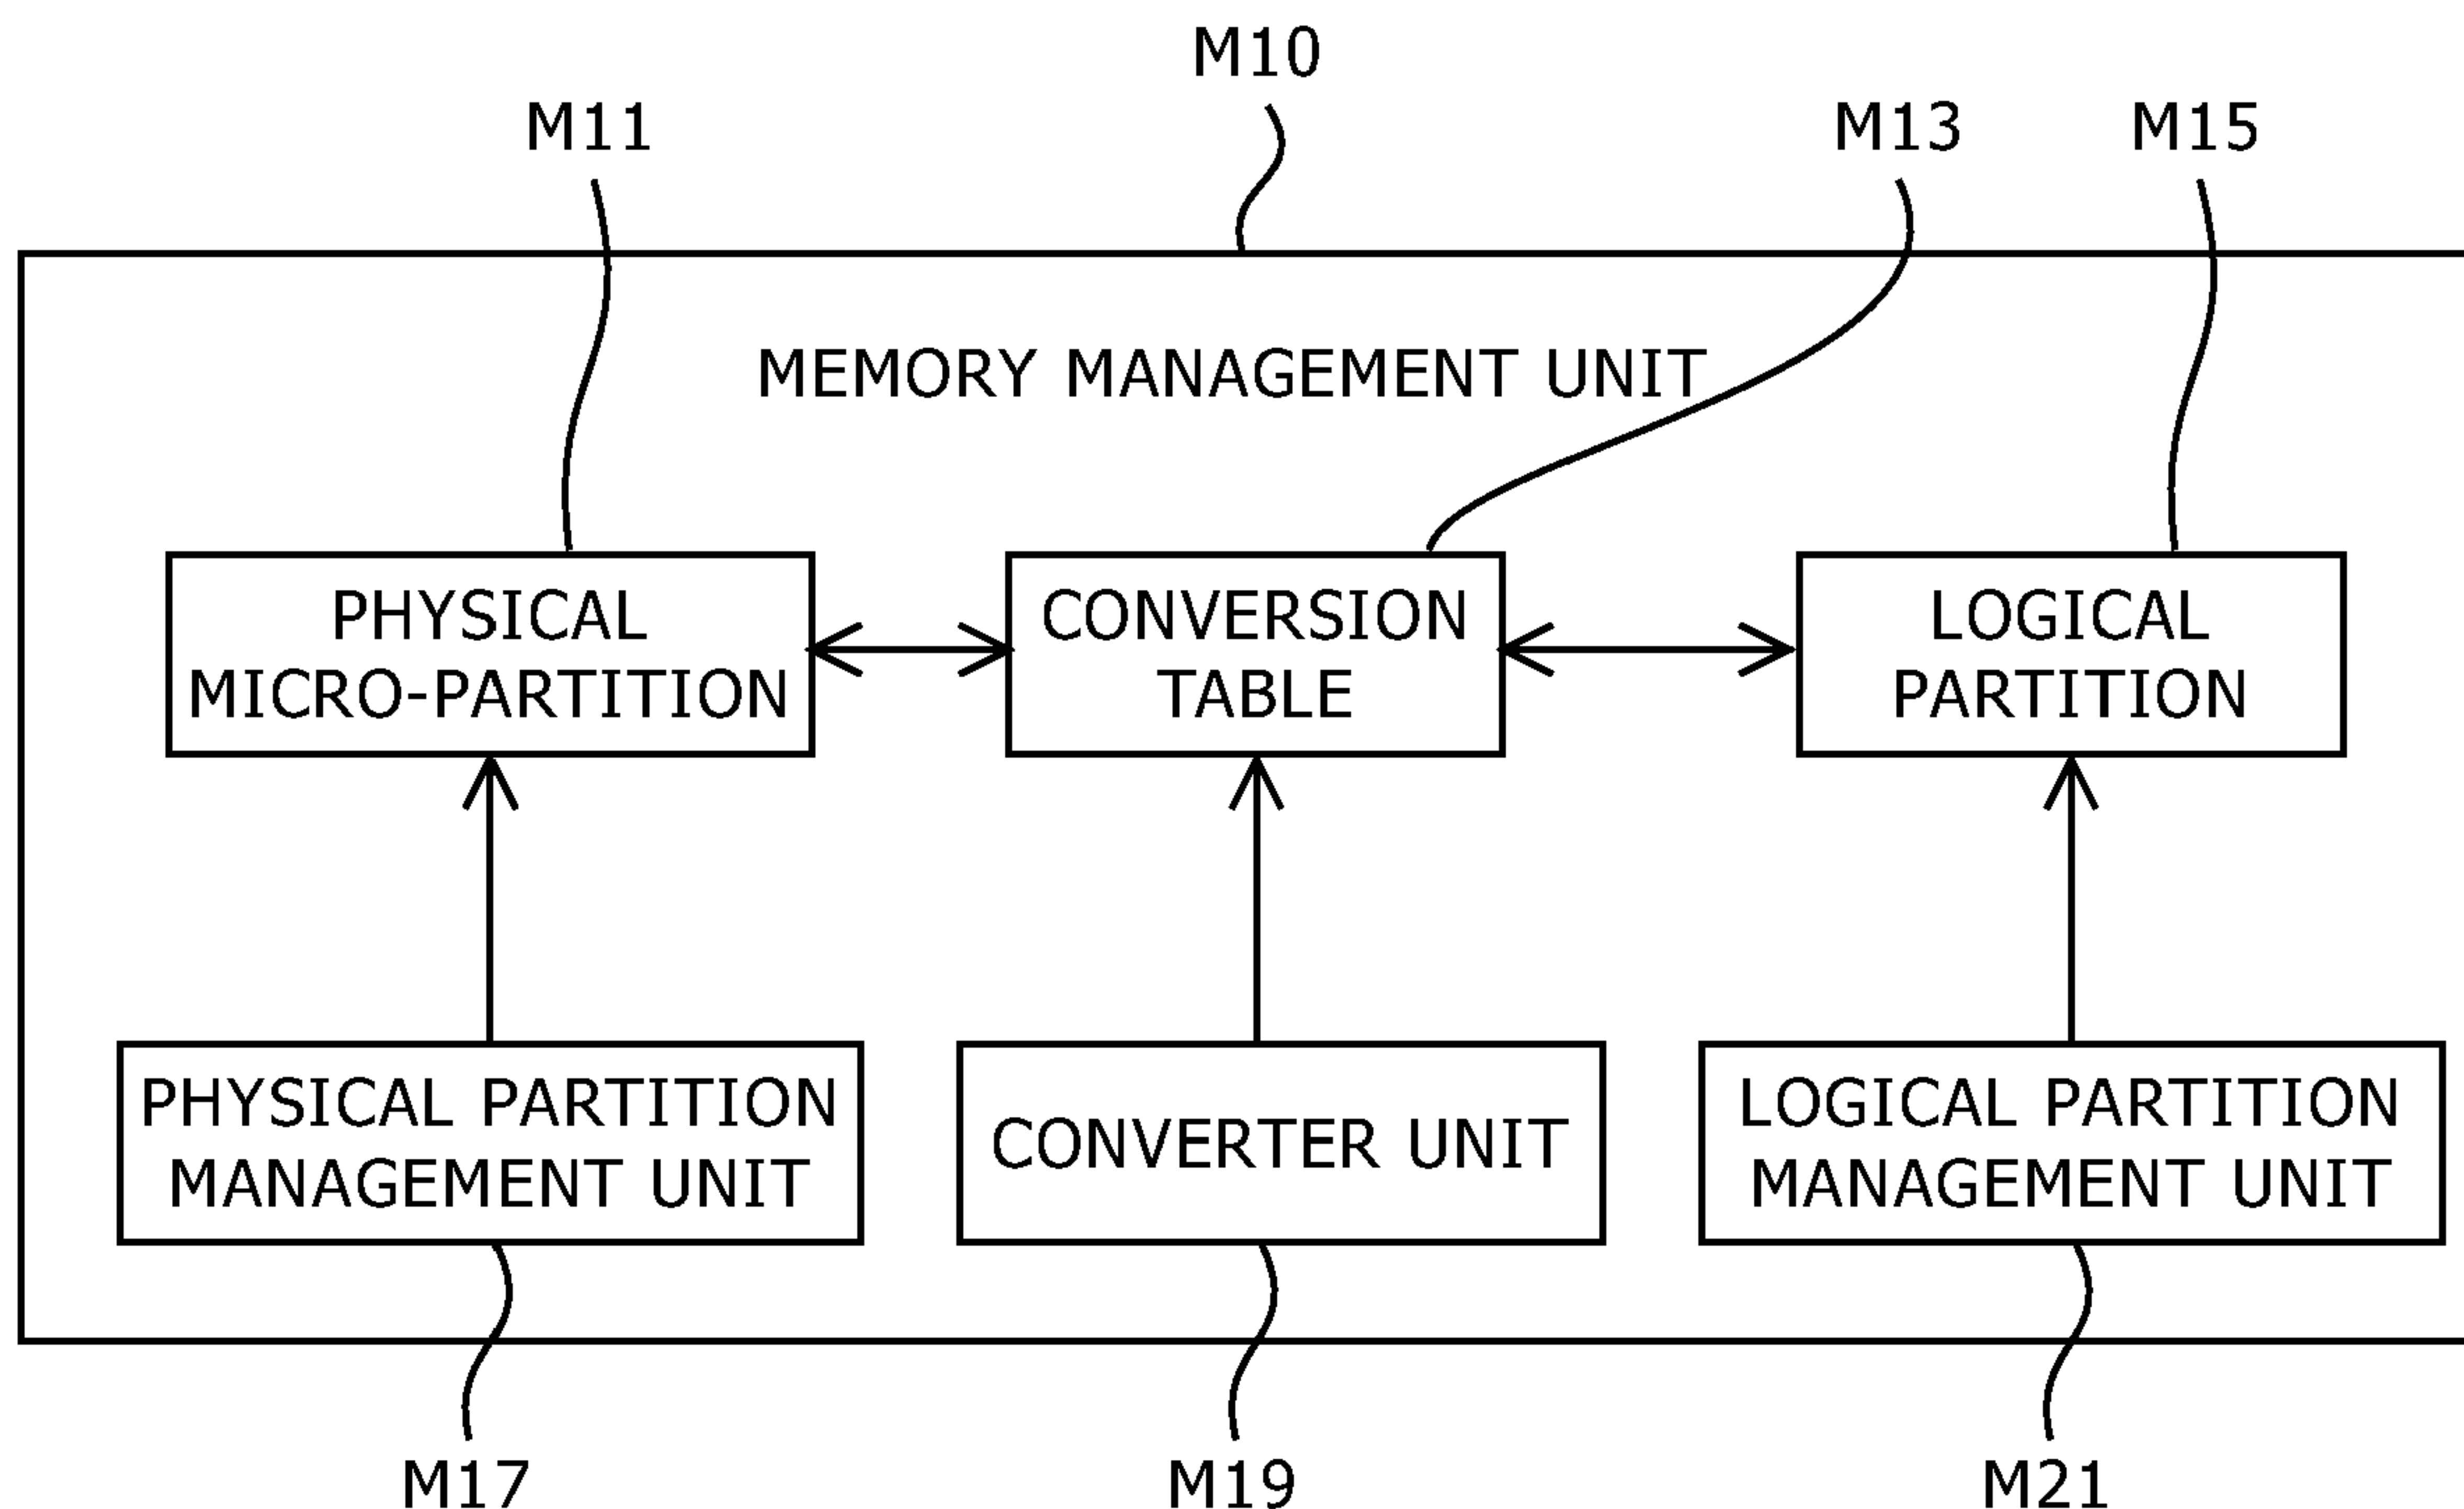 M10
M11
M13
M15
MEMORY MANAGEMENT UNIT
PHYSICAL
MICRO-PARTITION
CONVERSION
TABLE
LOGICAL
PARTITION
PHYSICAL PARTITION
MANAGEMENT UNIT
CONVERTER UNIT
LOGICAL PARTITION
MANAGEMENT UNIT
M17
M19
M21